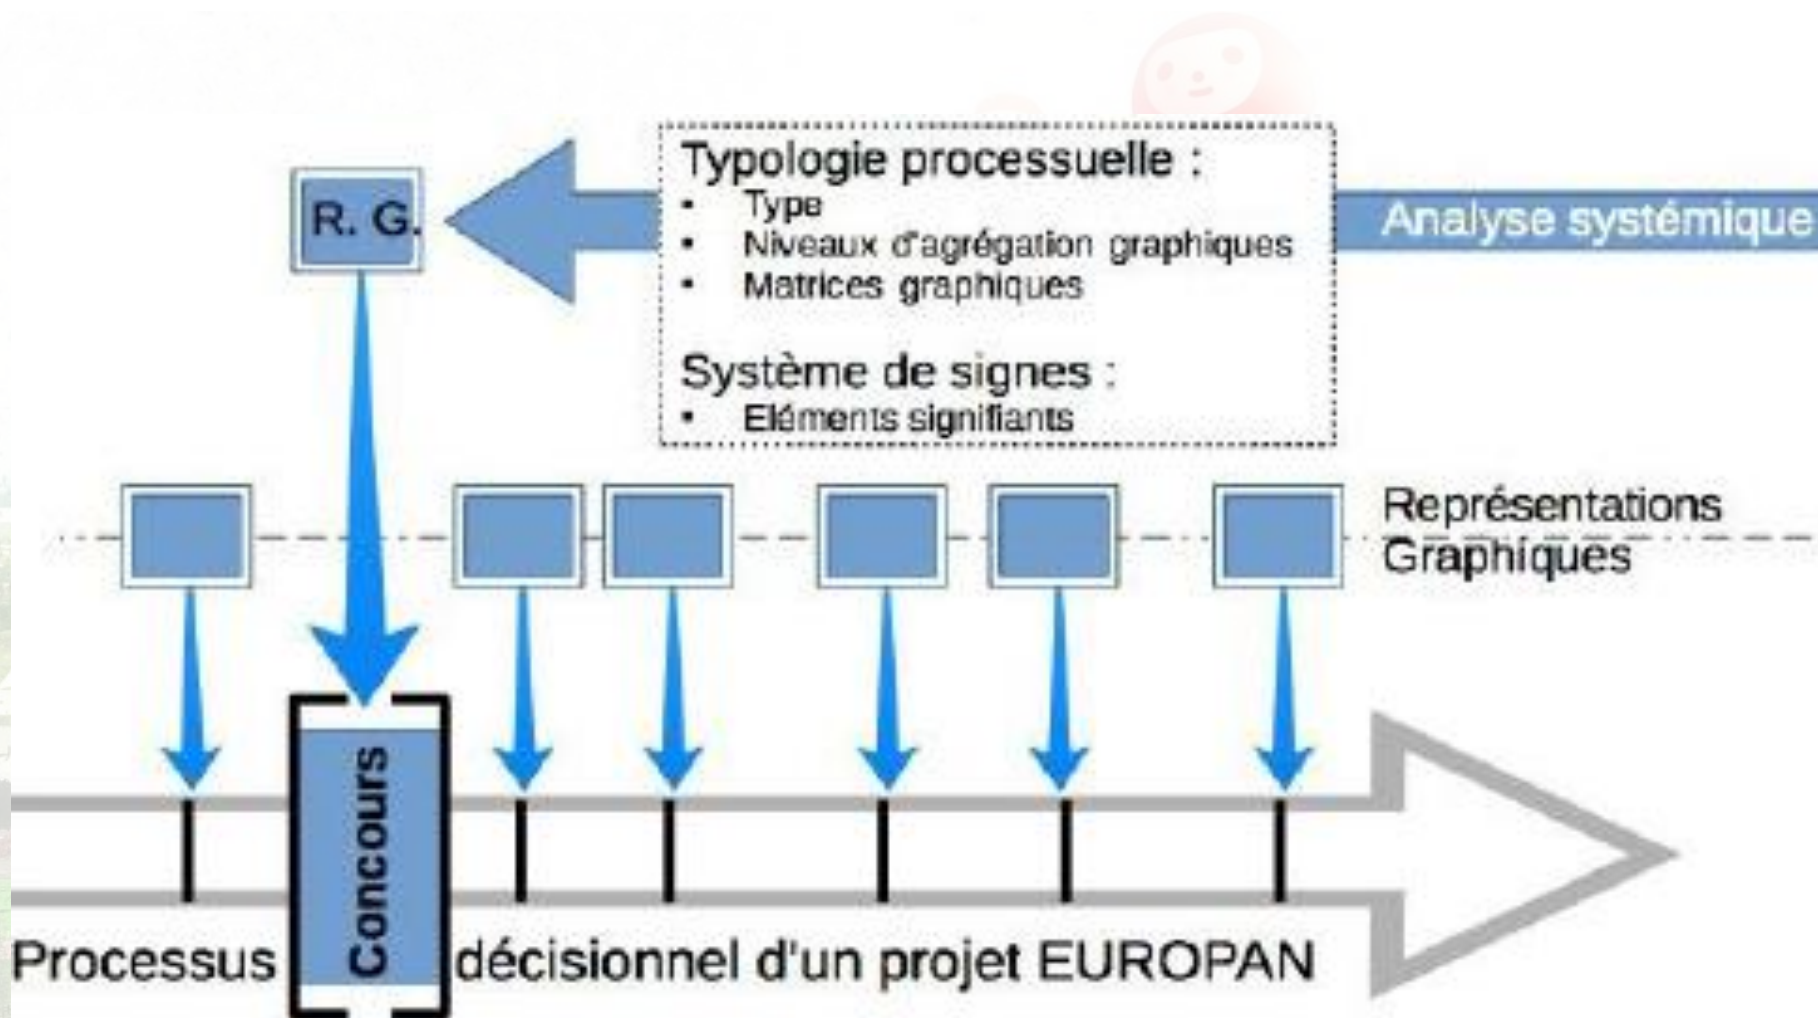 Typologie processuelle :
• Type
• Niveaux d'agrégation graphiques
• Matrices graphiques
Système de signes :
• Eléments signifiants
R. G.
Analyse systémique
Représentations
Graphiques
Concours
Processus décisionnel d'un projet EUROPAN